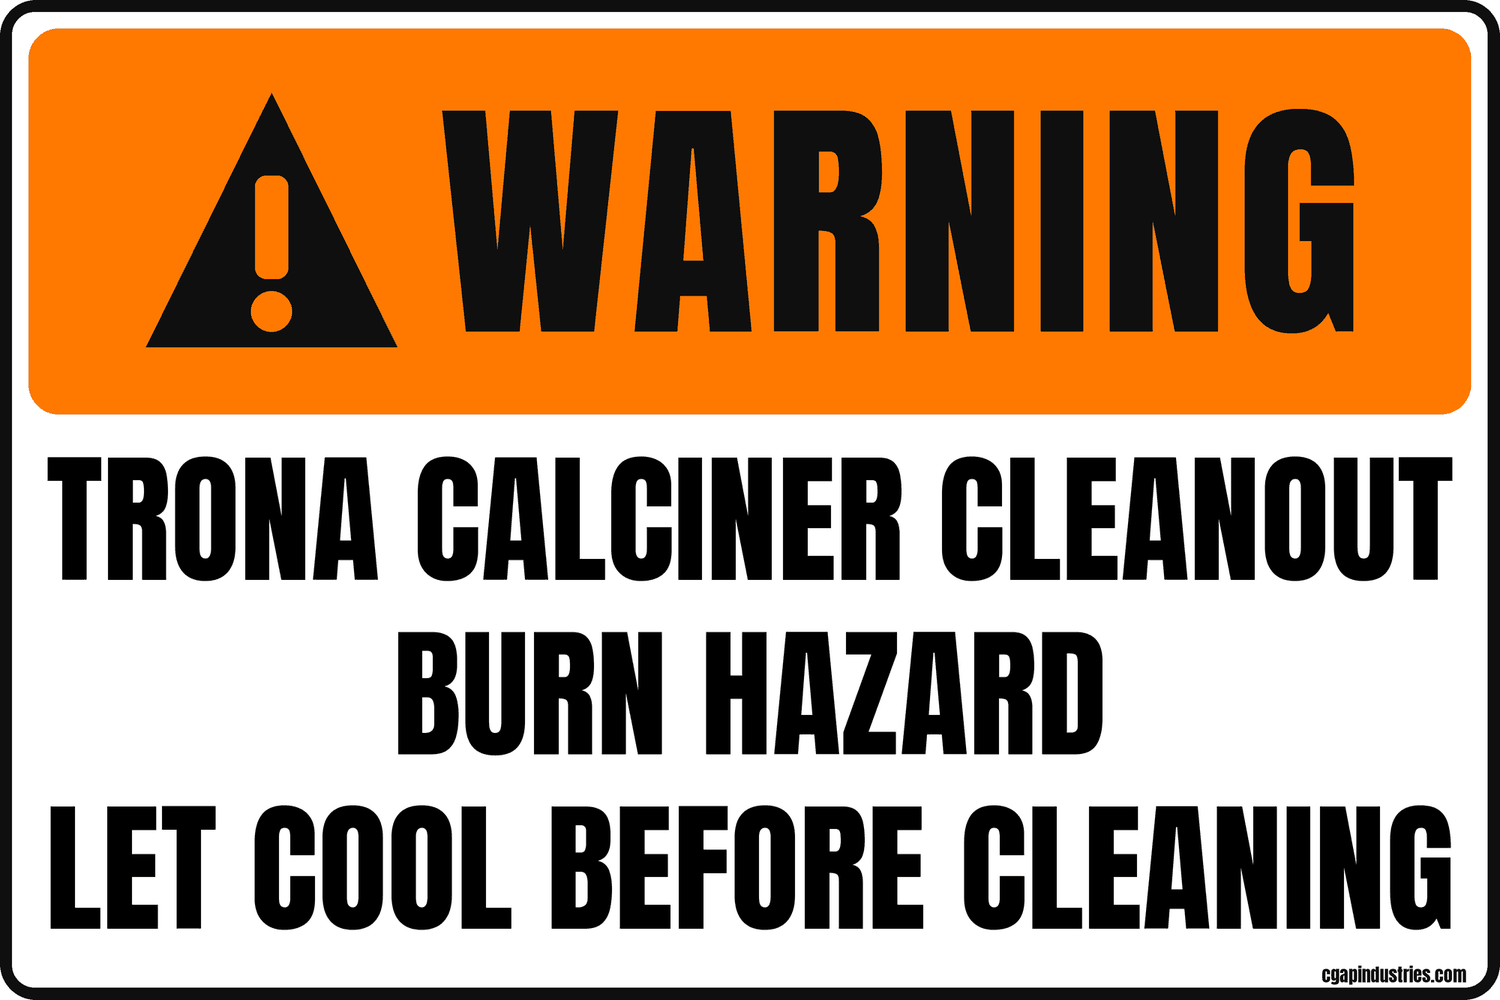 WARNING
TRONA CALCINER CLEANOUT
BURN HAZARD
LET COOL BEFORE CLEANING
cgapindustries.com